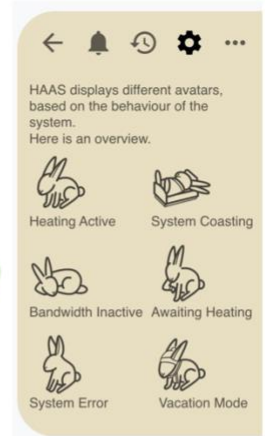 HAAS displays different avatars,
based on the behaviour of the
system.
Here is an overview.
Heating Active System Coasting
Bandwidth Inactive Awaiting Heating
System Error Vacation Mode